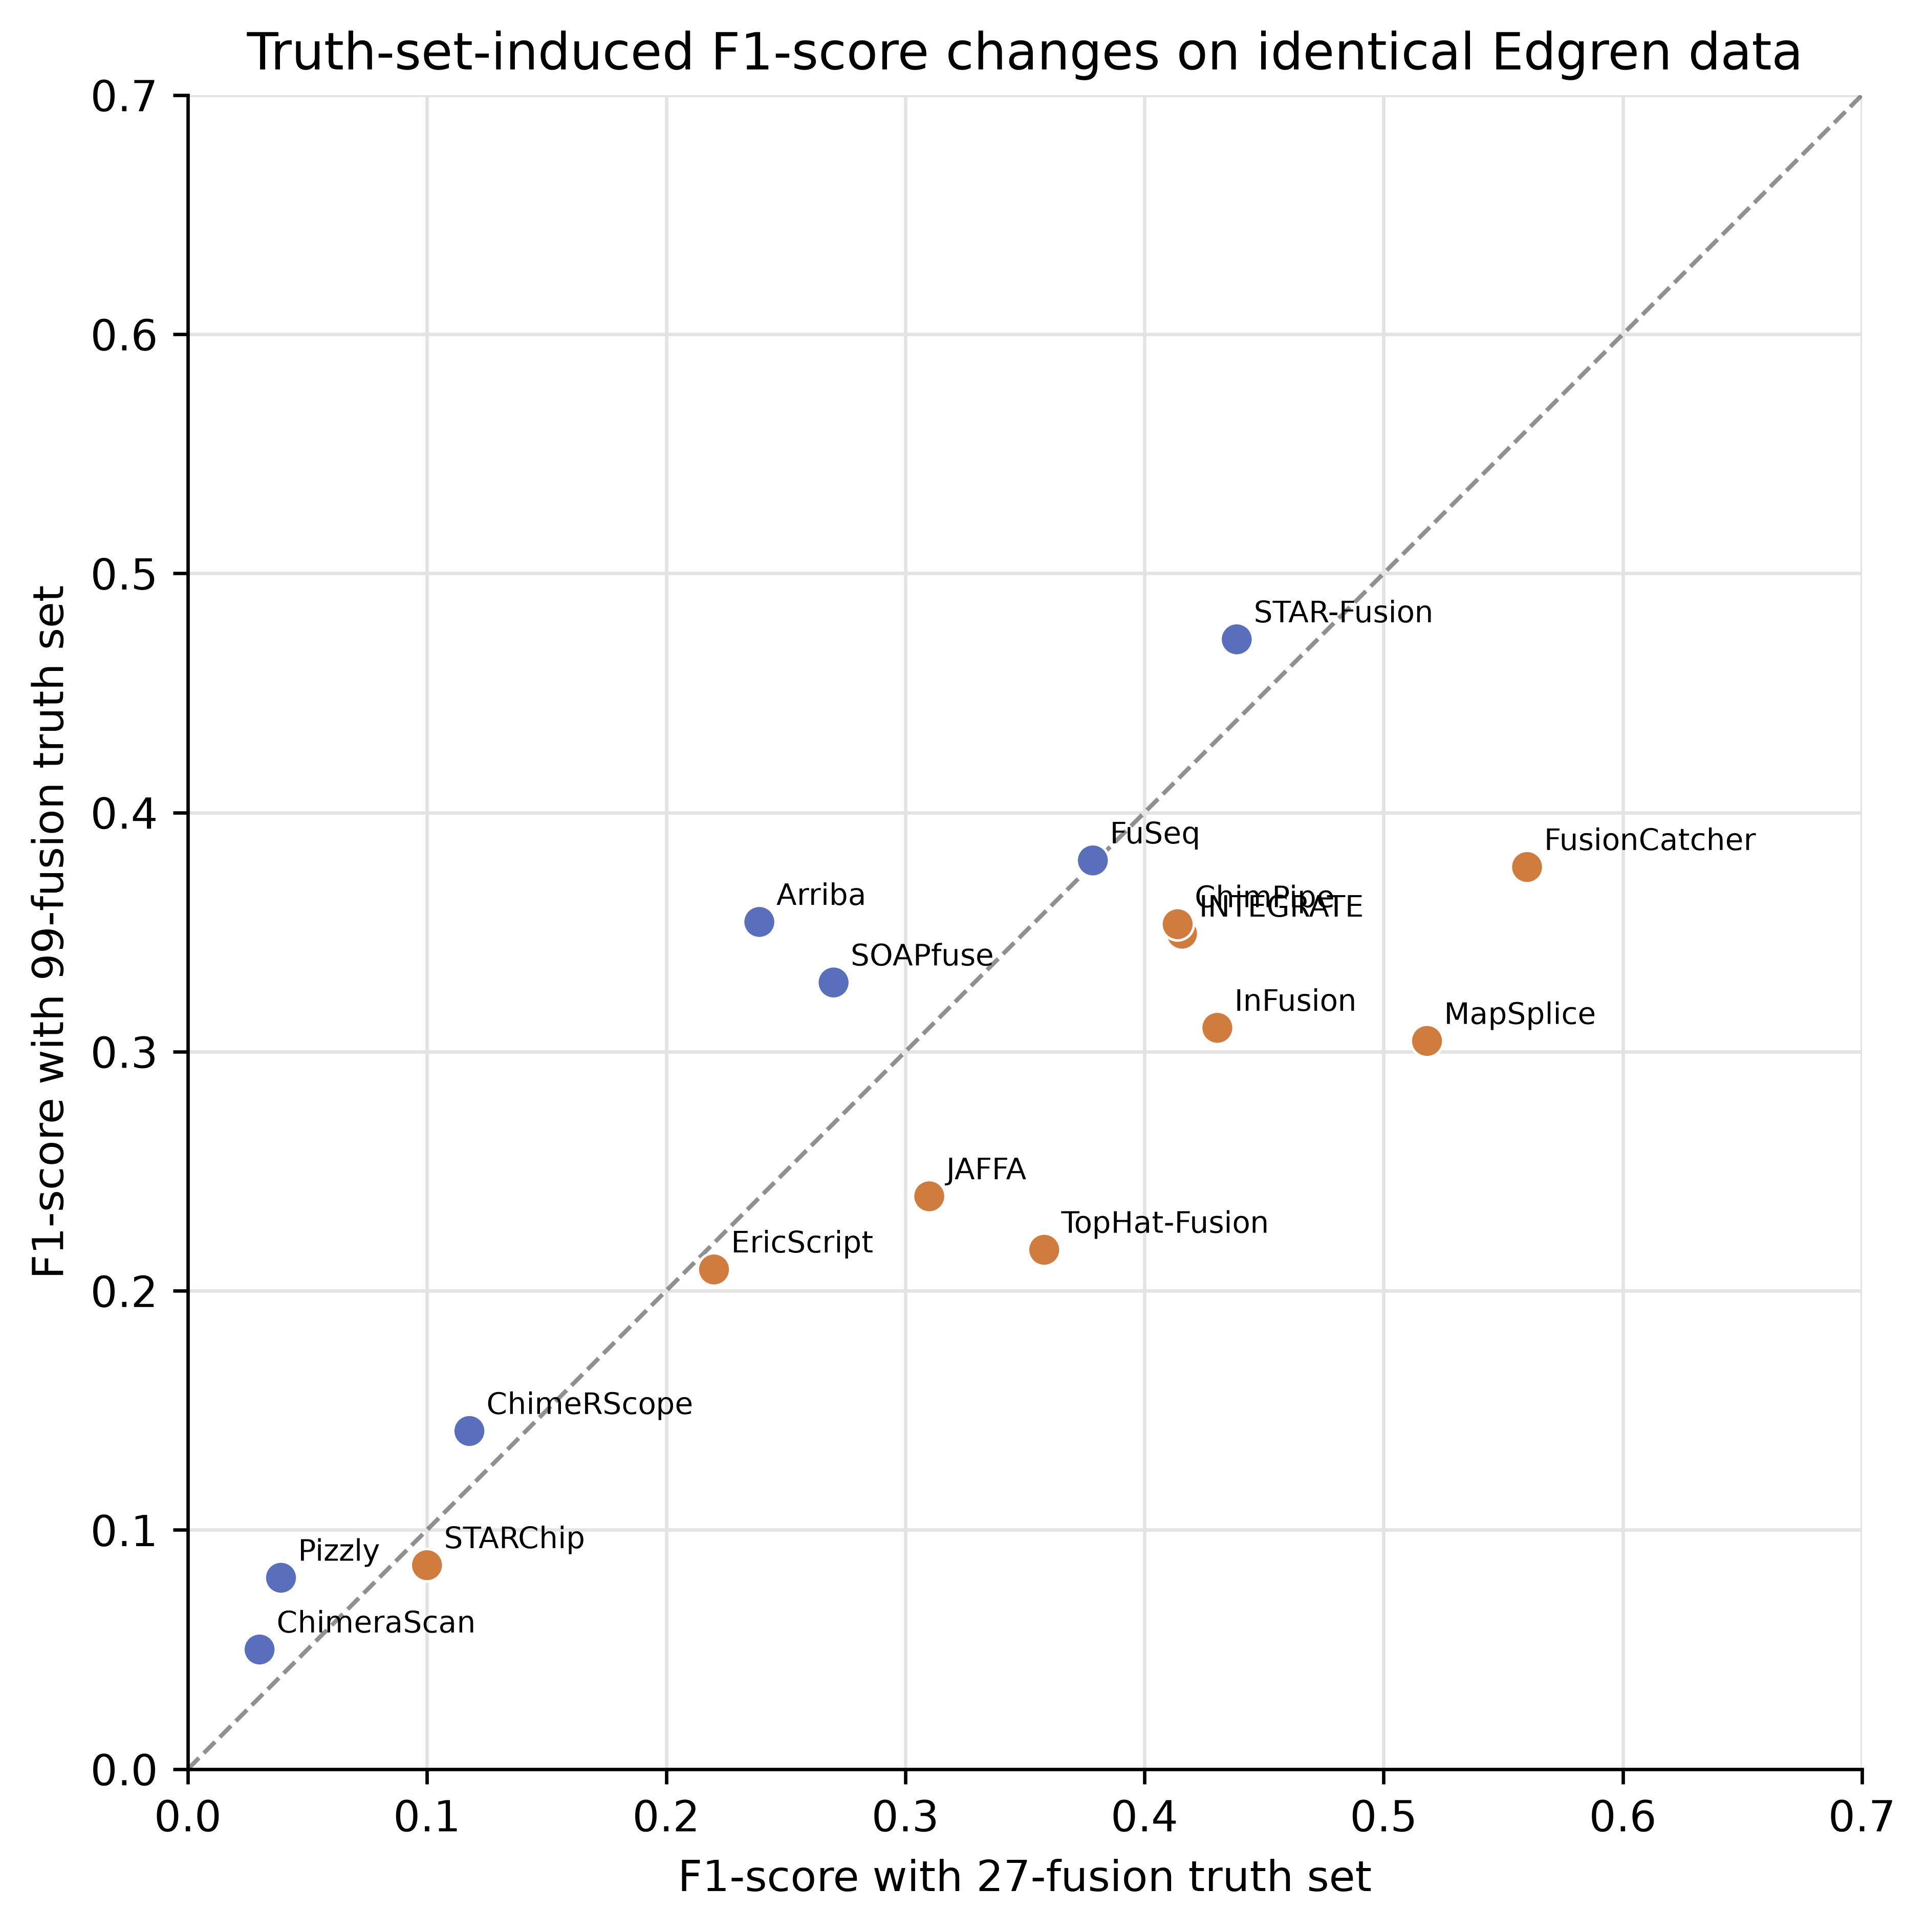 Truth-set-induced F1-score changes on identical Edgren data
0.7
0.6
0.5
0.4
0.3
0.2
0.1
0.0
F1-score with 99-fusion truth set
STAR-Fusion
FuSeq
FusionCatcher
Arriba
ChimPipe
INTEGRATE
SOAPfuse
InFusion
MapSplice
JAFFA
TopHat-Fusion
EricScript
ChimeRScope
STARChip
Pizzly
ChimeraScan
0.0 0.1 0.2 0.3 0.4 0.5 0.6 0.7
F1-score with 27-fusion truth set